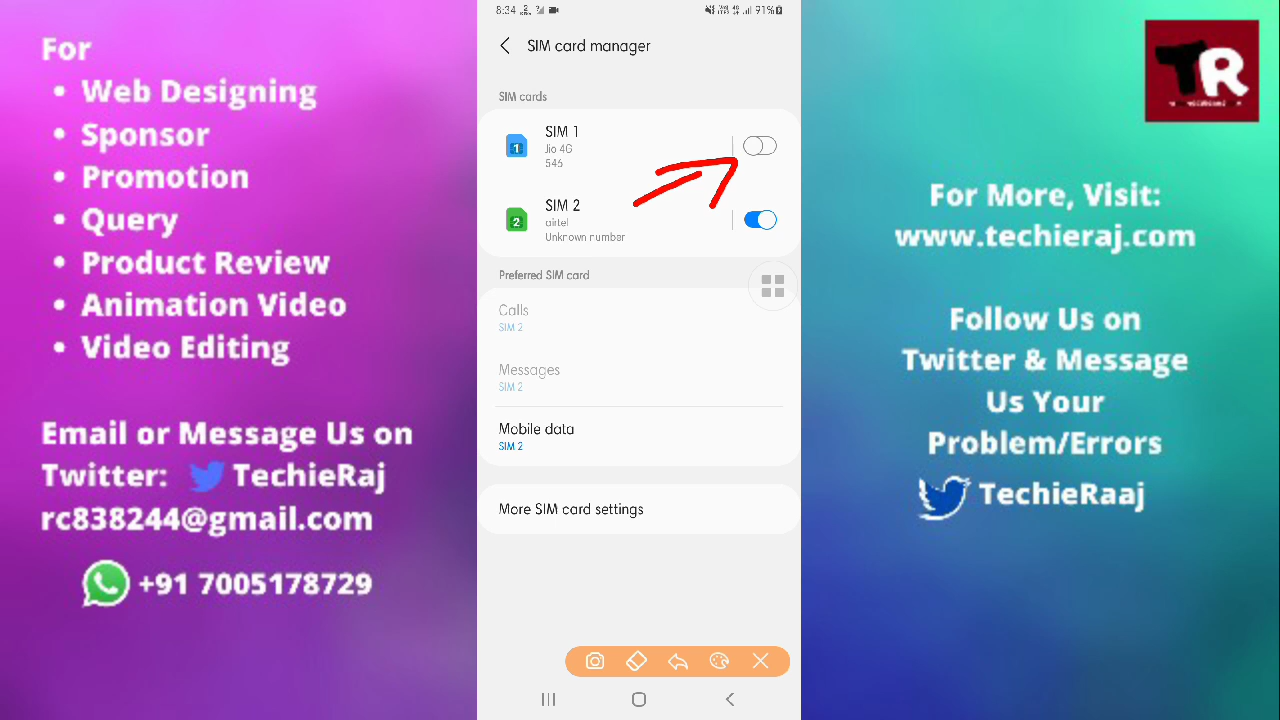 For
• Web Designing
• Sponsor
• Promotion
• Query
• Product Review
• Animation Video
• Video Editing
Email or Message Us on
Twitter: TechieRaj
rc838244@gmail.com
+91 7005178729
8:34
91%
SIM card manager
SIM cards
1
SIM 1
Jio 4G
546
2
SIM 2
airtel
Unknown number
Preferred SIM card
Calls
SIM 2
Messages
SIM 2
Mobile data
SIM 2
More SIM card settings
TR
For More, Visit:
www.techieraj.com
Follow Us on
Twitter & Message
Us Your
Problem/Errors
TechieRaaj